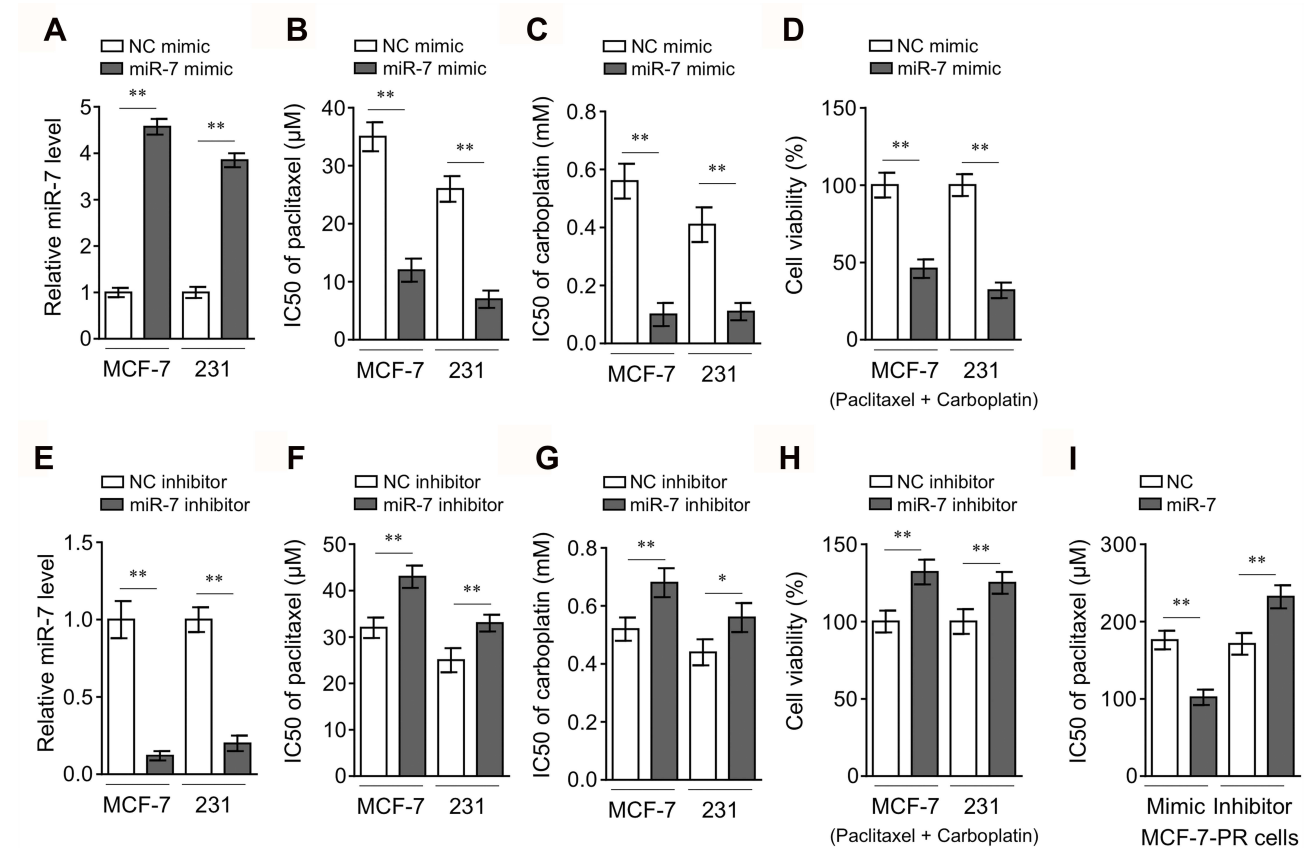 A
NC mimic
miR-7 mimic
Relative miR-7 level
5
4
3
2
1
0
**
**
MCF-7 231
B
NC mimic
miR-7 mimic
IC50 of paclitaxel (μM)
40
30
20
10
0
**
**
MCF-7 231
C
NC mimic
miR-7 mimic
IC50 of carboplatin (mM)
0.8
0.6
0.4
0.2
0.0
**
**
MCF-7 231
D
NC mimic
miR-7 mimic
Cell viability (%)
150
100
50
0
**
**
MCF-7 231
(Paclitaxel + Carboplatin)
E
NC inhibitor
miR-7 inhibitor
Relative miR-7 level
1.5
1.0
0.5
0.0
**
**
MCF-7 231
F
NC inhibitor
miR-7 inhibitor
IC50 of paclitaxel (μM)
50
40
30
20
10
0
**
**
MCF-7 231
G
NC inhibitor
miR-7 inhibitor
IC50 of carboplatin (mM)
0.8
0.6
0.4
0.2
0.0
**
*
MCF-7 231
H
NC inhibitor
miR-7 inhibitor
Cell viability (%)
150
100
50
0
**
**
MCF-7 231
(Paclitaxel + Carboplatin)
I
NC
miR-7
IC50 of paclitaxel (μM)
300
200
100
0
**
**
Mimic Inhibitor
MCF-7-PR cells